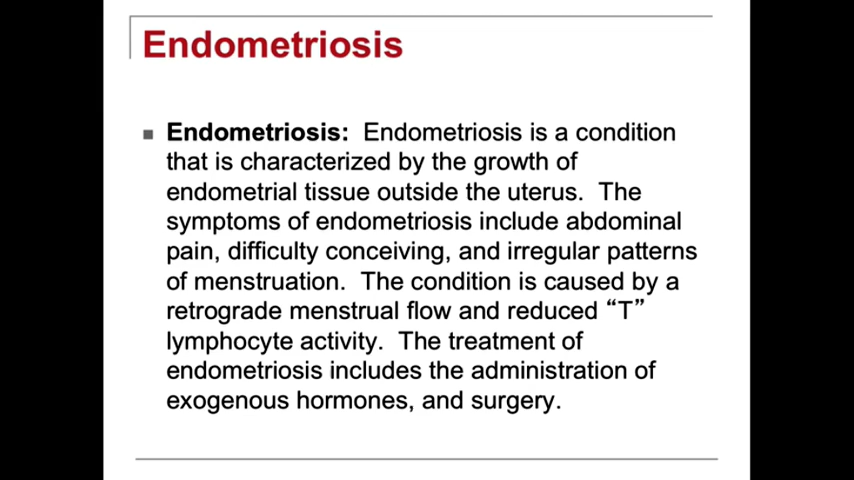 Endometriosis
Endometriosis: Endometriosis is a condition
that is characterized by the growth of
endometrial tissue outside the uterus. The
symptoms of endometriosis include abdominal
pain, difficulty conceiving, and irregular patterns
of menstruation. The condition is caused by a
retrograde menstrual flow and reduced “T”
lymphocyte activity. The treatment of
endometriosis includes the administration of
exogenous hormones, and surgery.